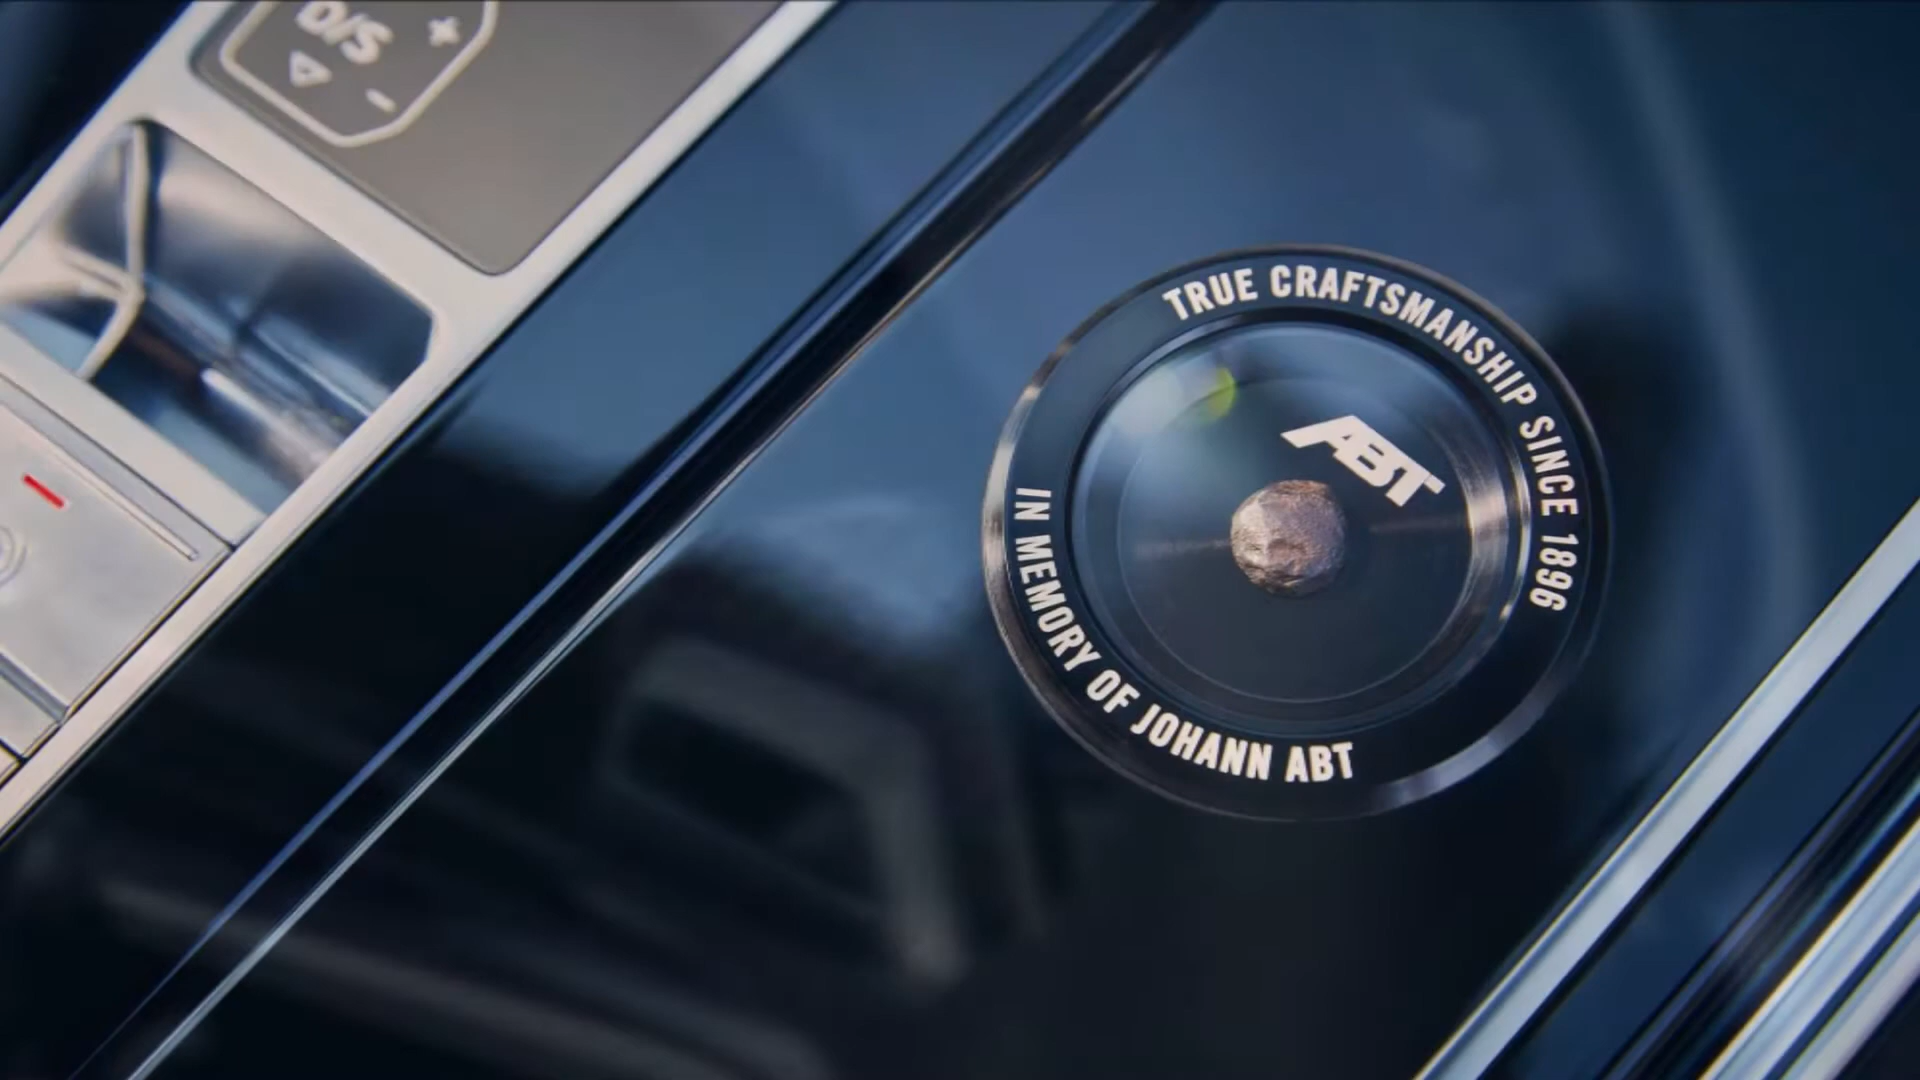 D/S
+
-
TRUE CRAFTSMANSHIP SINCE 1896
ABT
IN MEMORY OF JOHANN ABT